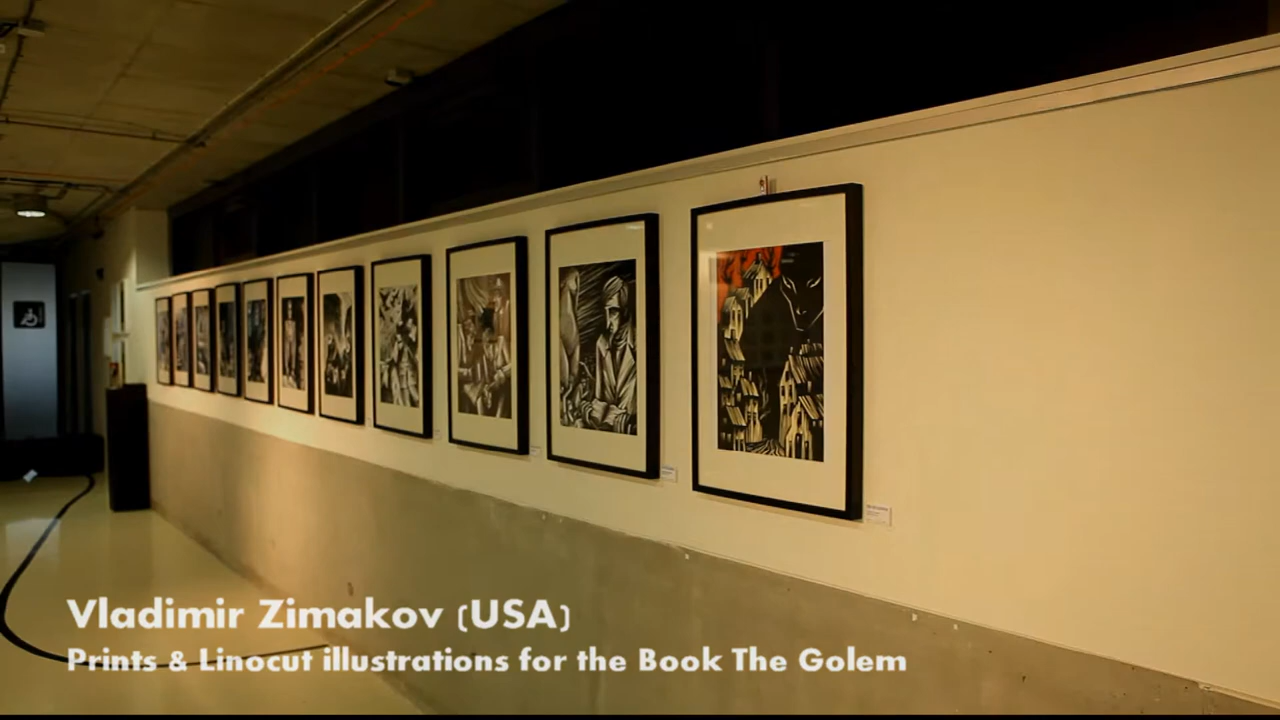 Vladimir Zimakov (USA)
Prints & Linocut illustrations for the Book The Golem